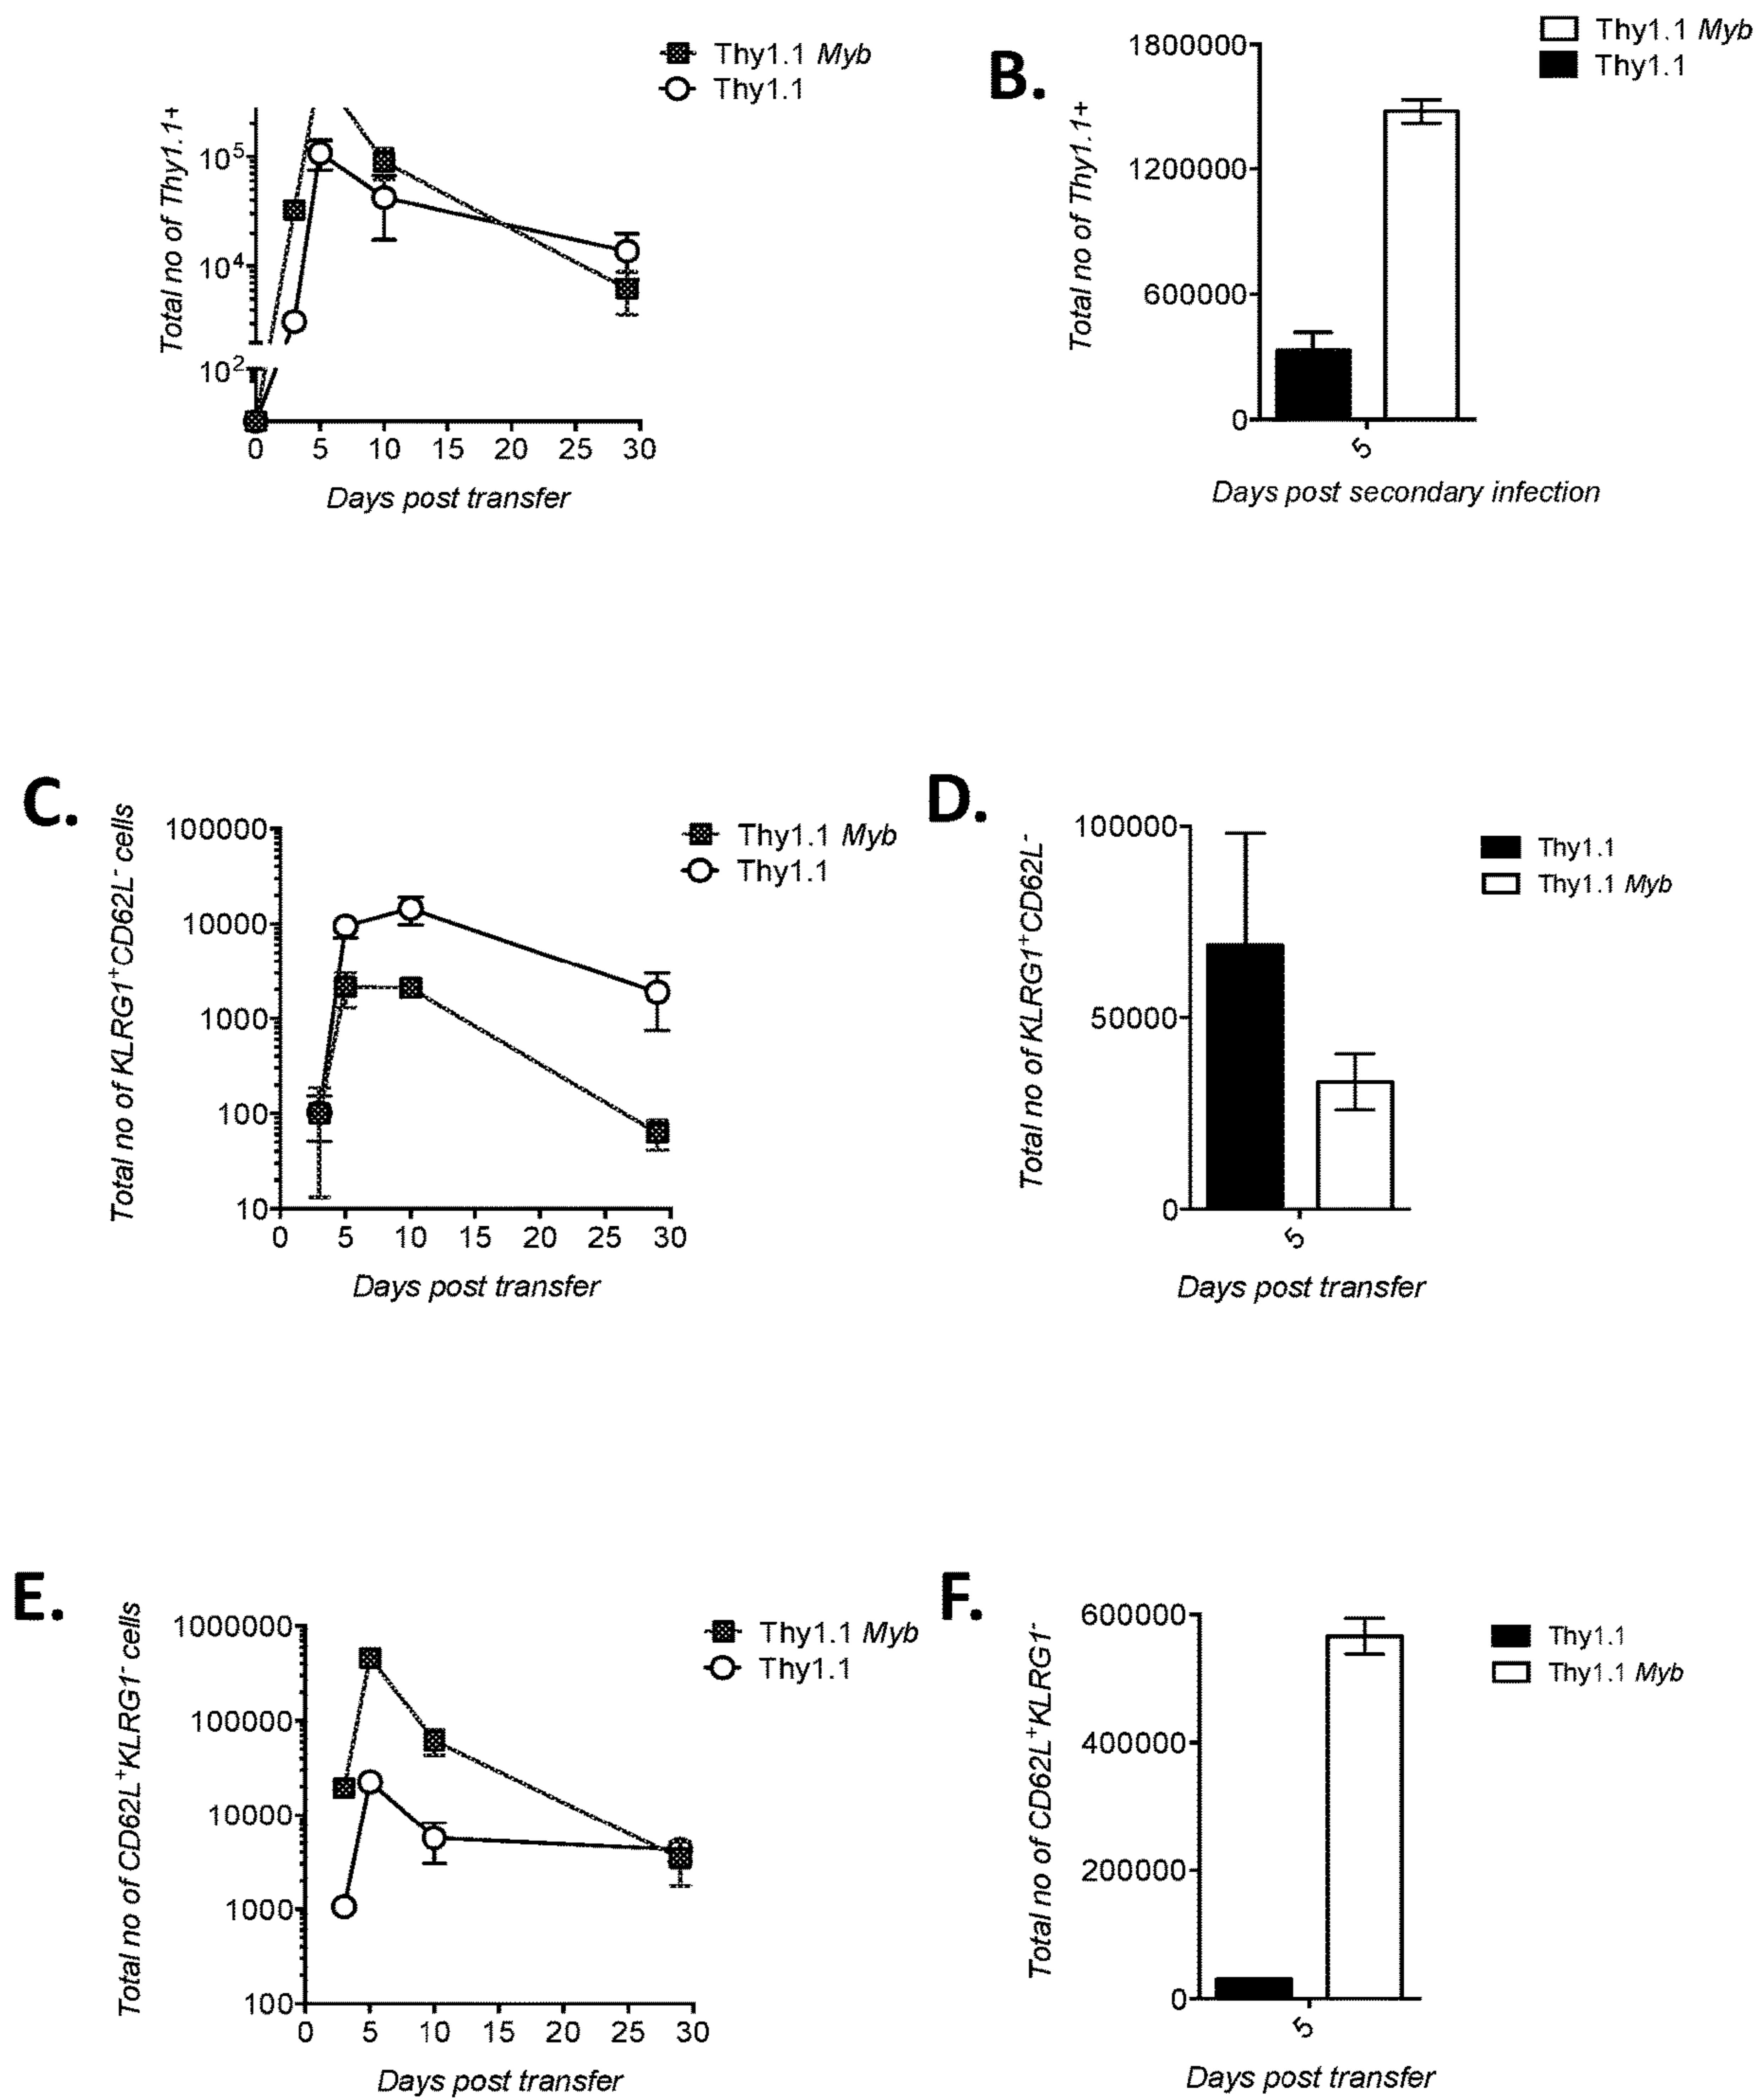 Thy1.1 Myb
Thy1.1
Total no of Thy1.1+
10⁵
10⁴
10²
0 5 10 15 20 25 30
Days post transfer
B.
Thy1.1 Myb
Thy1.1
Total no of Thy1.1+
1800000
1200000
600000
0
5
Days post secondary infection
C.
Thy1.1 Myb
Thy1.1
Total no of KLRG1⁺CD62L⁻ cells
100000
10000
1000
100
10
0 5 10 15 20 25 30
Days post transfer
D.
Thy1.1
Thy1.1 Myb
Total no of KLRG1⁺CD62L⁻
100000
50000
0
5
Days post transfer
E.
Thy1.1 Myb
Thy1.1
Total no of CD62L⁺KLRG1⁻ cells
1000000
100000
10000
1000
100
0 5 10 15 20 25 30
Days post transfer
F.
Thy1.1
Thy1.1 Myb
Total no of CD62L⁺KLRG1⁻
600000
400000
200000
0
5
Days post transfer